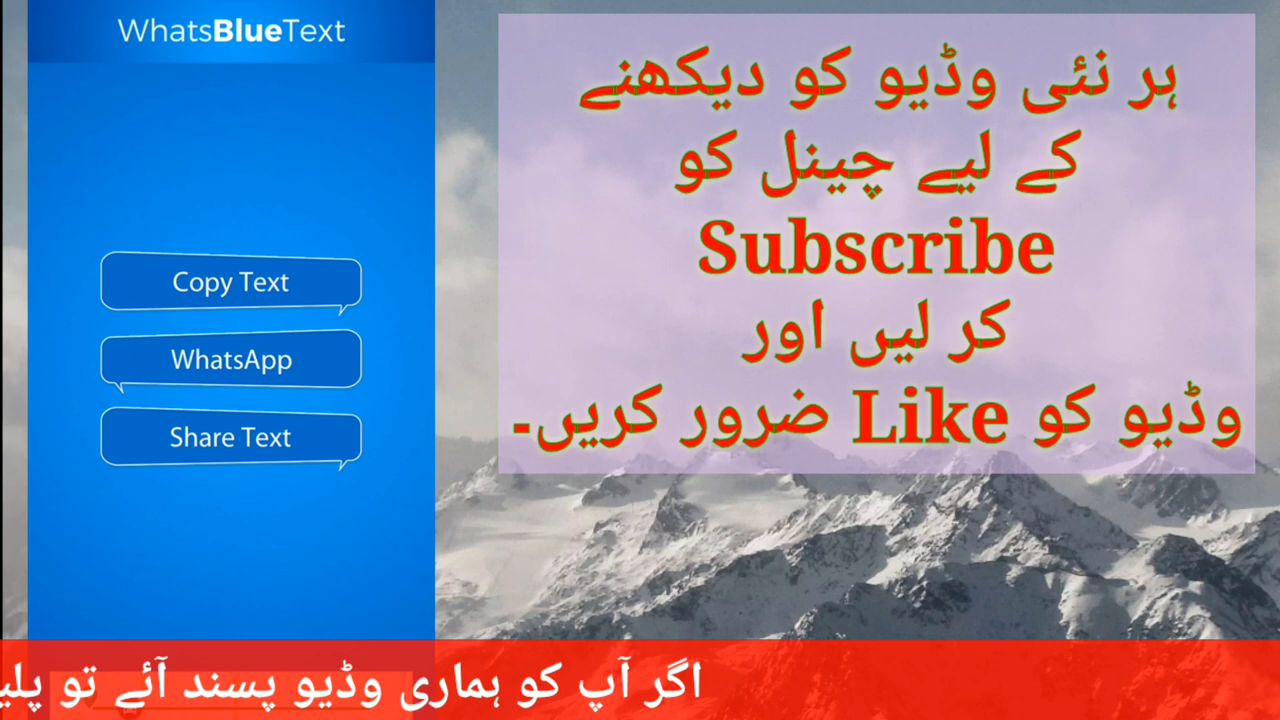 WhatsBlueText
Copy Text
WhatsApp
Share Text
ہر نئی وڈیو کو دیکھنے
کے لیے چینل کو
Subscribe
کر لیں اور
وڈیو کو Like ضرور کریں۔
اگر آپ کو ہماری وڈیو پسند آئے تو